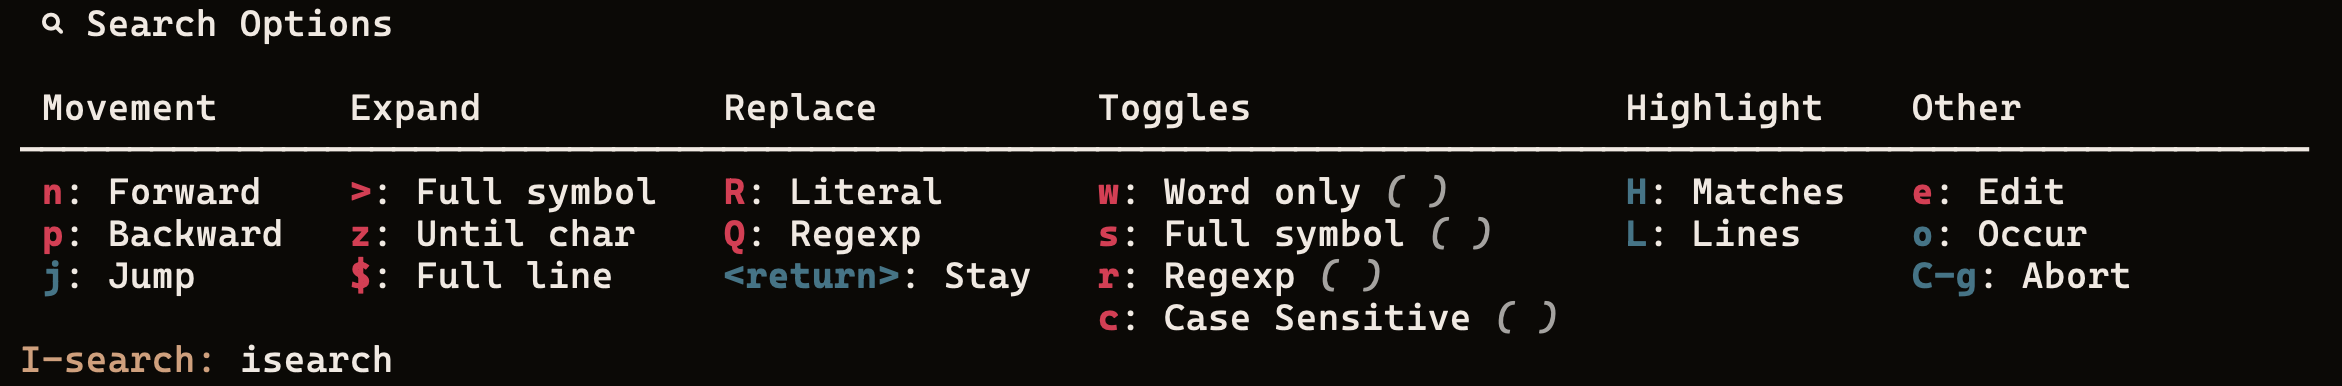 Search Options
Movement Expand Replace Toggles Highlight Other
n: Forward >: Full symbol R: Literal w: Word only ( ) H: Matches e: Edit
p: Backward z: Until char Q: Regexp s: Full symbol ( ) L: Lines o: Occur
j: Jump $: Full line <return>: Stay r: Regexp ( ) C-g: Abort
c: Case Sensitive ( )
I-search: isearch